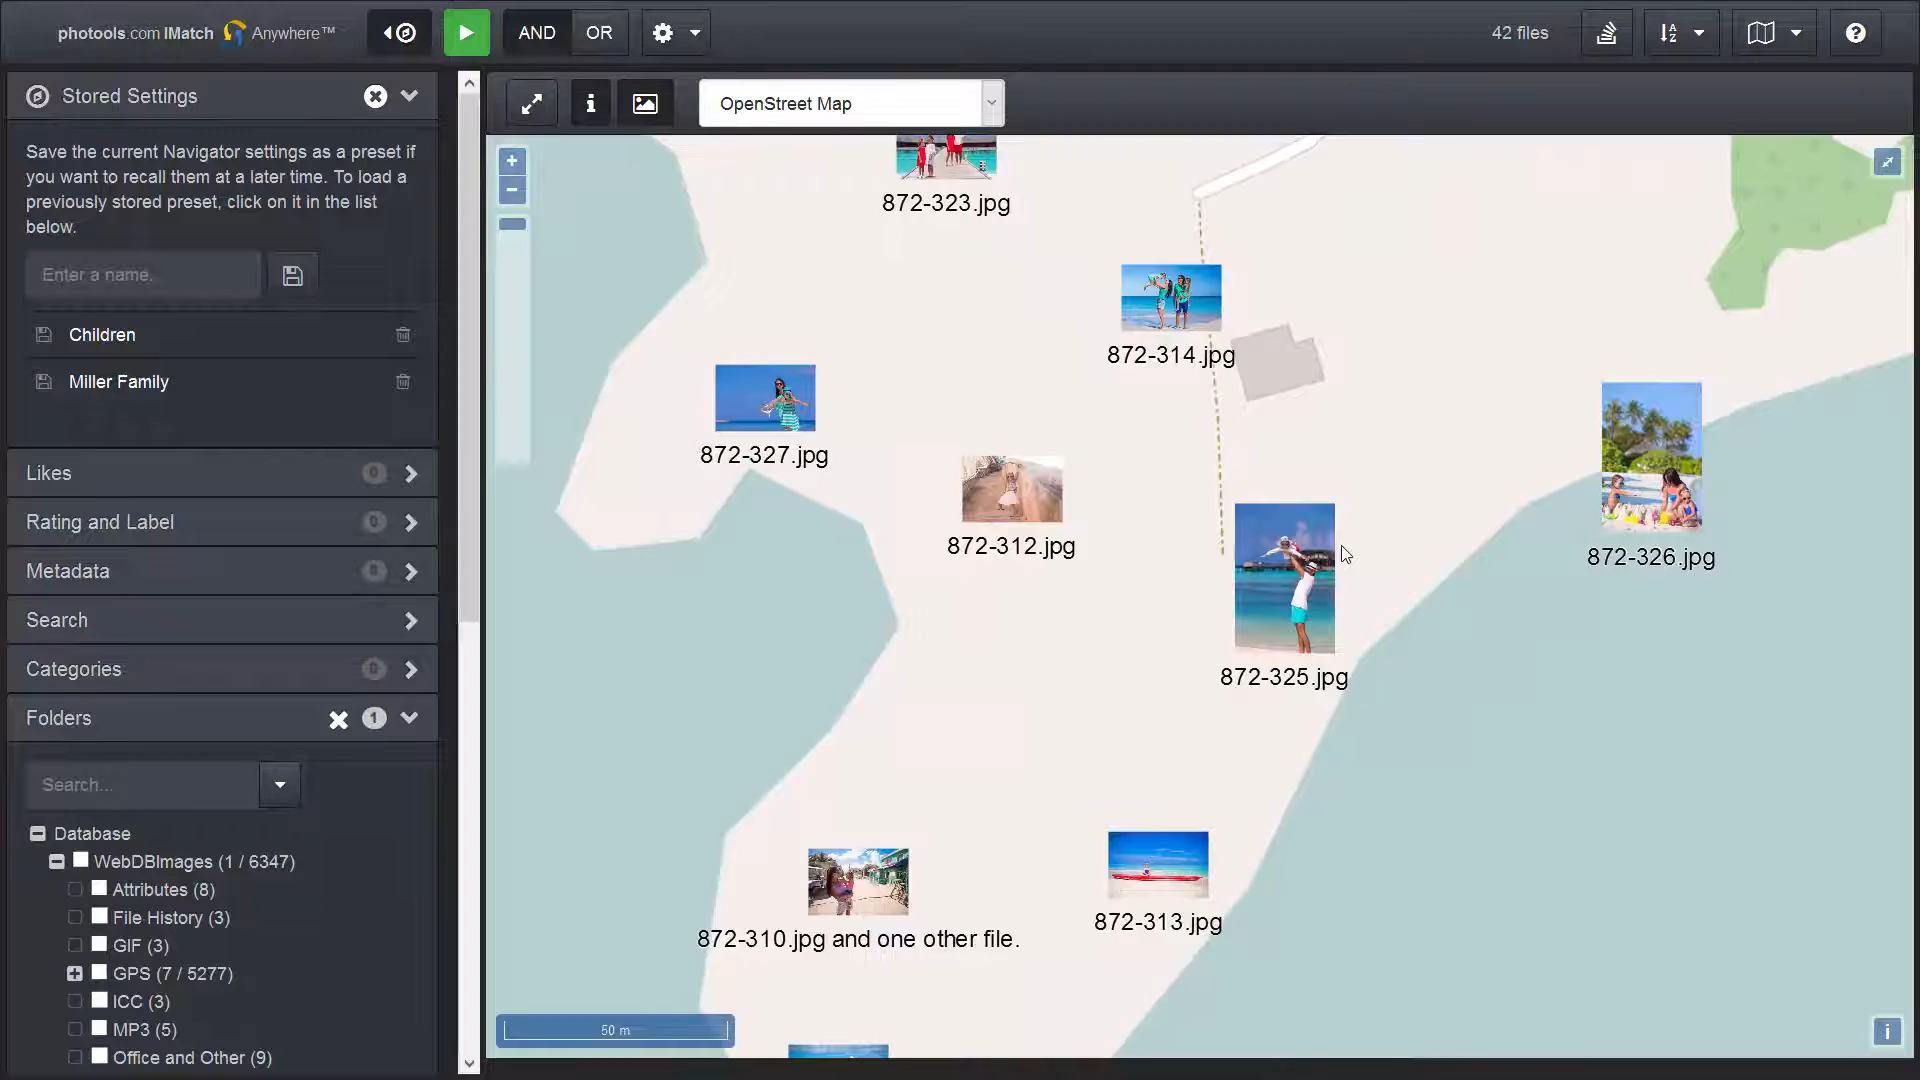 photools.com IMatch Anywhere™
AND
OR
42 files
Stored Settings
Save the current Navigator settings as a preset if
you want to recall them at a later time. To load a
previously stored preset, click on it in the list
below.
Enter a name.
Children
Miller Family
Likes 0
Rating and Label 0
Metadata 0
Search
Categories 0
Folders 1
Search...
Database
WebDBImages (1 / 6347)
Attributes (8)
File History (3)
GIF (3)
GPS (7 / 5277)
ICC (3)
MP3 (5)
Office and Other (9)
OpenStreet Map
872-323.jpg
872-314.jpg
872-327.jpg
872-312.jpg
872-326.jpg
872-325.jpg
872-313.jpg
872-310.jpg and one other file.
50 m